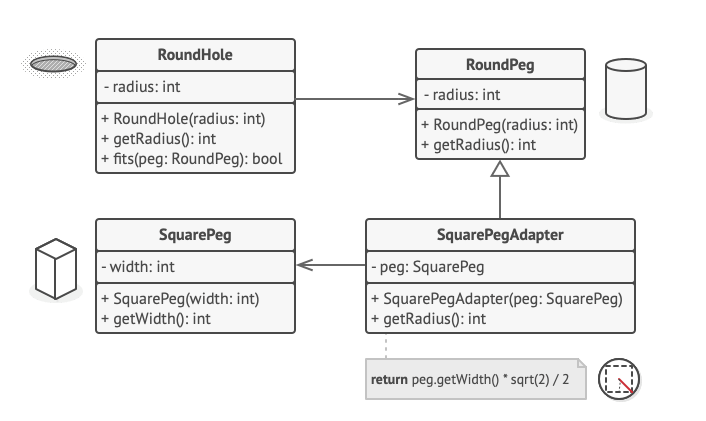 RoundHole
- radius: int
+ RoundHole(radius: int)
+ getRadius(): int
+ fits(peg: RoundPeg): bool
RoundPeg
- radius: int
+ RoundPeg(radius: int)
+ getRadius(): int
SquarePeg
- width: int
+ SquarePeg(width: int)
+ getWidth(): int
SquarePegAdapter
- peg: SquarePeg
+ SquarePegAdapter(peg: SquarePeg)
+ getRadius(): int
return peg.getWidth() * sqrt(2) / 2